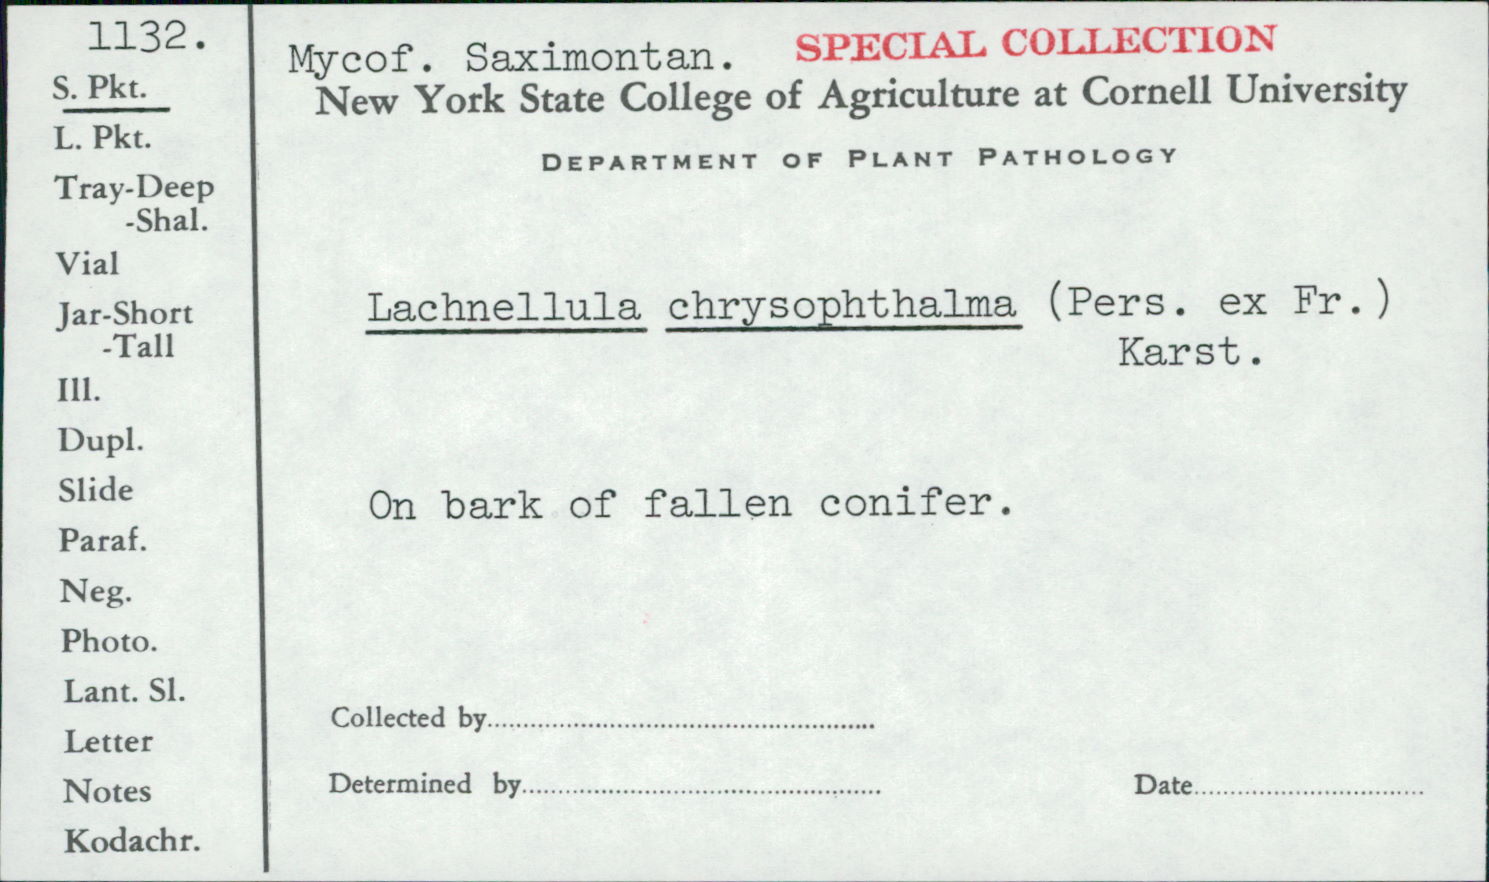 1132.
S. Pkt.
L. Pkt.
Tray-Deep
-Shal.
Vial
Jar-Short
-Tall
Ill.
Dupl.
Slide
Paraf.
Neg.
Photo.
Lant. Sl.
Letter
Notes
Kodachr.
Mycof. Saximontan. SPECIAL COLLECTION
New York State College of Agriculture at Cornell University
DEPARTMENT OF PLANT PATHOLOGY
Lachnellula chrysophthalma (Pers. ex Fr.)
Karst.
On bark of fallen conifer.
Collected by
Determined by Date